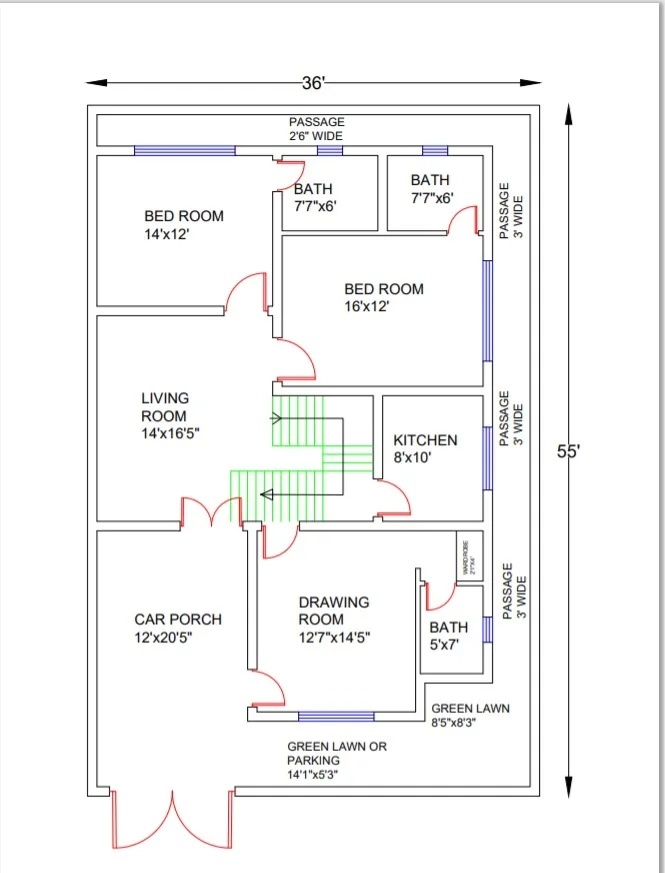 36'
PASSAGE
2'6" WIDE
BATH
7'7"x6'
BATH
7'7"x6'
PASSAGE
3' WIDE
BED ROOM
14'x12'
BED ROOM
16'x12'
LIVING
ROOM
14'x16'5"
KITCHEN
8'x10'
PASSAGE
3' WIDE
55'
WARDROBE
2'1"X4'
CAR PORCH
12'x20'5"
DRAWING
ROOM
12'7"x14'5"
BATH
5'x7'
PASSAGE
3' WIDE
GREEN LAWN
8'5"x8'3"
GREEN LAWN OR
PARKING
14'1"x5'3"